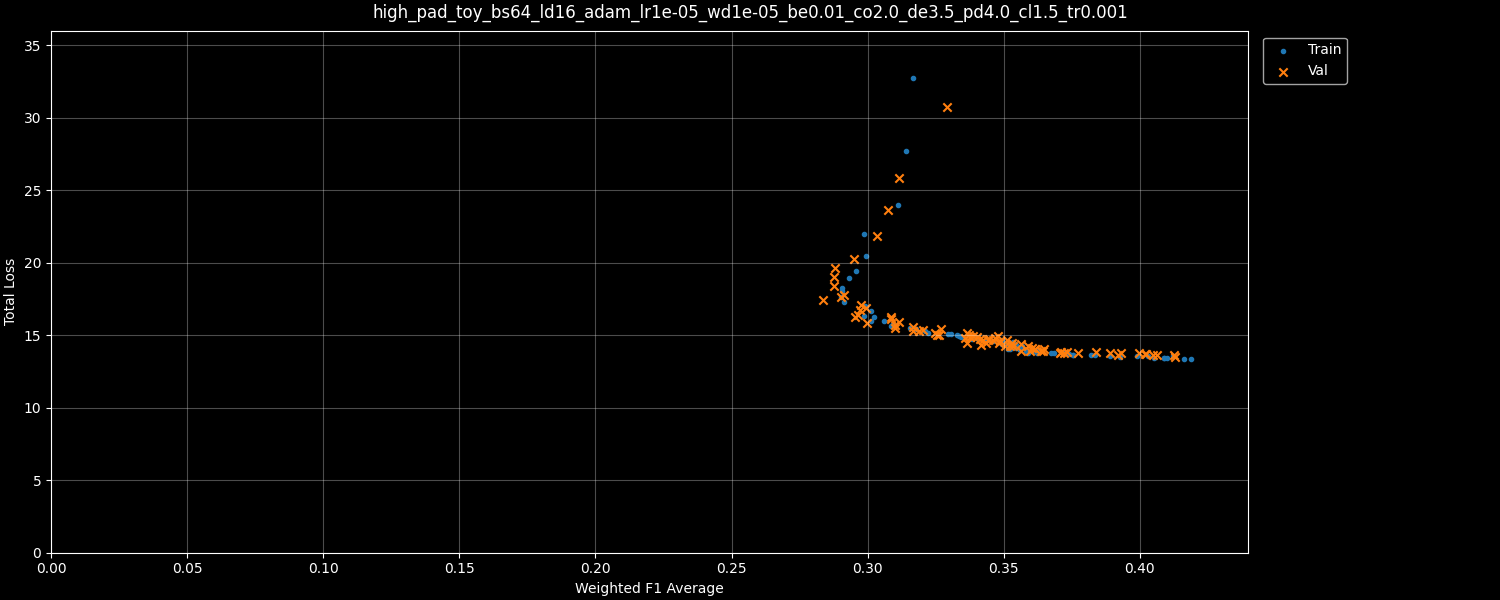 high_pad_toy_bs64_ld16_adam_lr1e-05_wd1e-05_be0.01_co2.0_de3.5_pd4.0_cl1.5_tr0.001
Train
Val
35
30
25
20
15
10
5
0
Total Loss
0.00 0.05 0.10 0.15 0.20 0.25 0.30 0.35 0.40
Weighted F1 Average